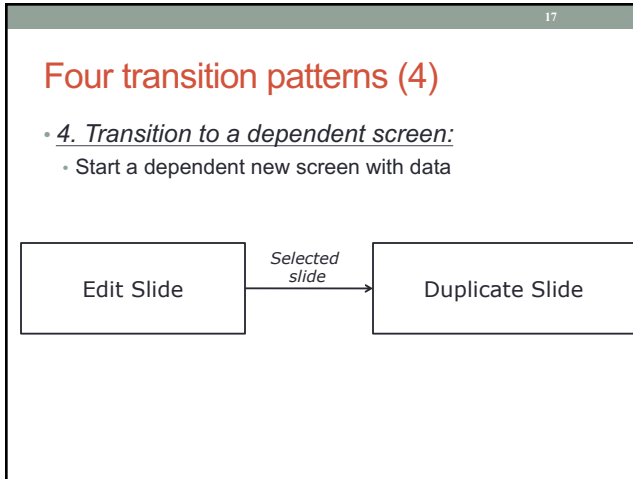 17
Four transition patterns (4)
• 4. Transition to a dependent screen:
• Start a dependent new screen with data
Selected
slide
Edit Slide
Duplicate Slide